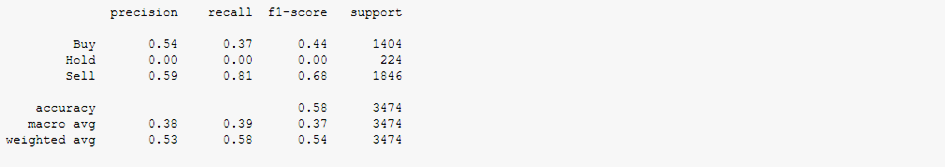 precision recall f1-score support
Buy 0.54 0.37 0.44 1404
Hold 0.00 0.00 0.00 224
Sell 0.59 0.81 0.68 1846
accuracy 0.58 3474
macro avg 0.38 0.39 0.37 3474
weighted avg 0.53 0.58 0.54 3474